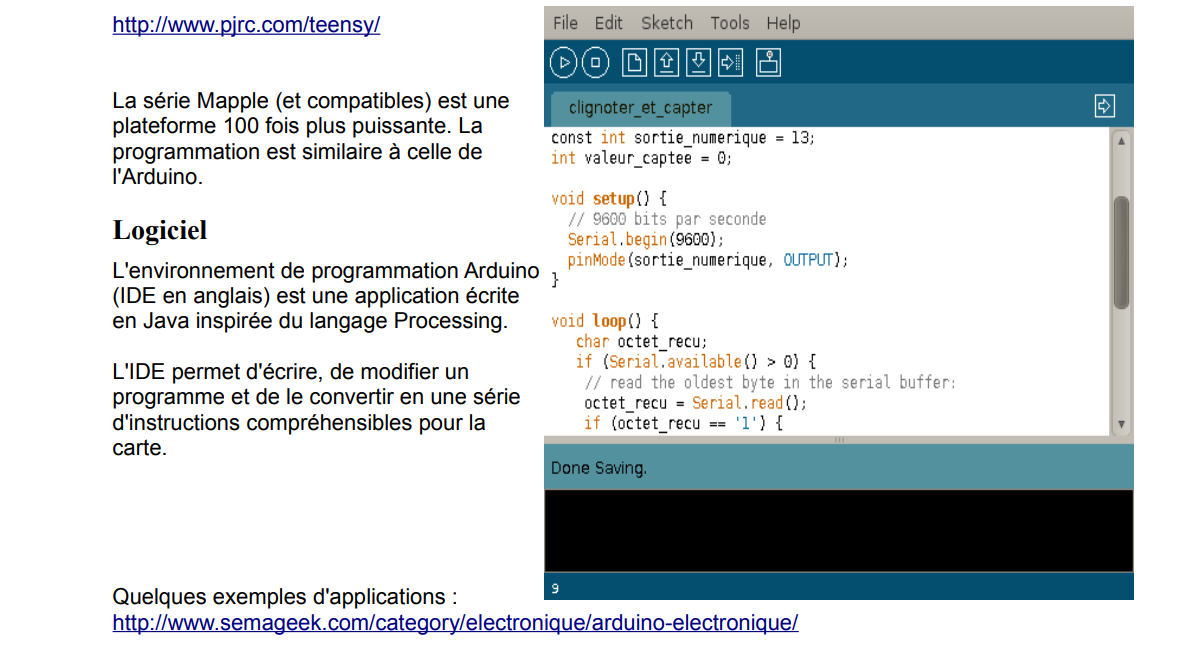 http://www.pjrc.com/teensy/
La série Mapple (et compatibles) est une
plateforme 100 fois plus puissante. La
programmation est similaire à celle de
l'Arduino.
Logiciel
L'environnement de programmation Arduino
(IDE en anglais) est une application écrite
en Java inspirée du langage Processing.
L'IDE permet d'écrire, de modifier un
programme et de le convertir en une série
d'instructions compréhensibles pour la
carte.
File Edit Sketch Tools Help
clignoter_et_capter
const int sortie_numerique = 13;
int valeur_captee = 0;
void setup() {
// 9600 bits par seconde
Serial.begin(9600);
pinMode(sortie_numerique, OUTPUT);
}
void loop() {
char octet_recu;
if (Serial.available() > 0) {
// read the oldest byte in the serial buffer:
octet_recu = Serial.read();
if (octet_recu == '1') {
Done Saving.
9
Quelques exemples d'applications :
http://www.semageek.com/category/electronique/arduino-electronique/